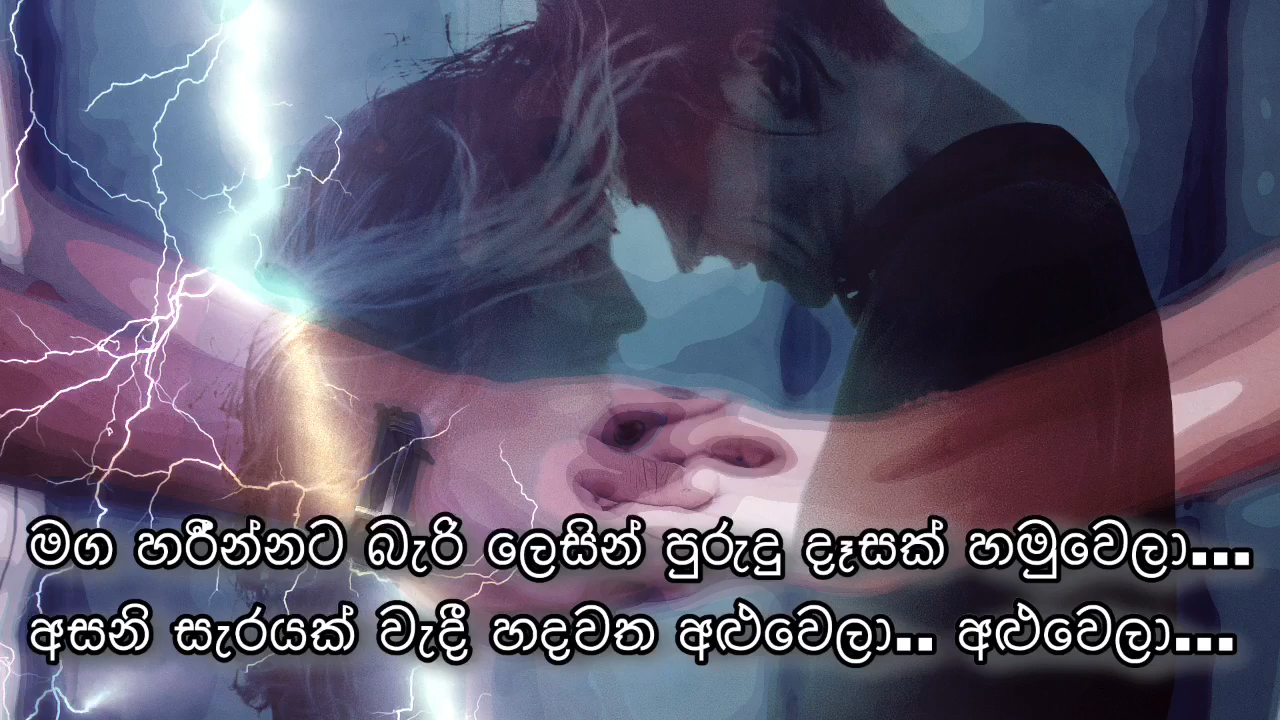 මග හරින්නට බැරි ලෙසින් පුරුදු දෑසක් හමුවෙලා...
අසනි සැරයක් වැදී හදවත අළුවෙලා.. අළුවෙලා...